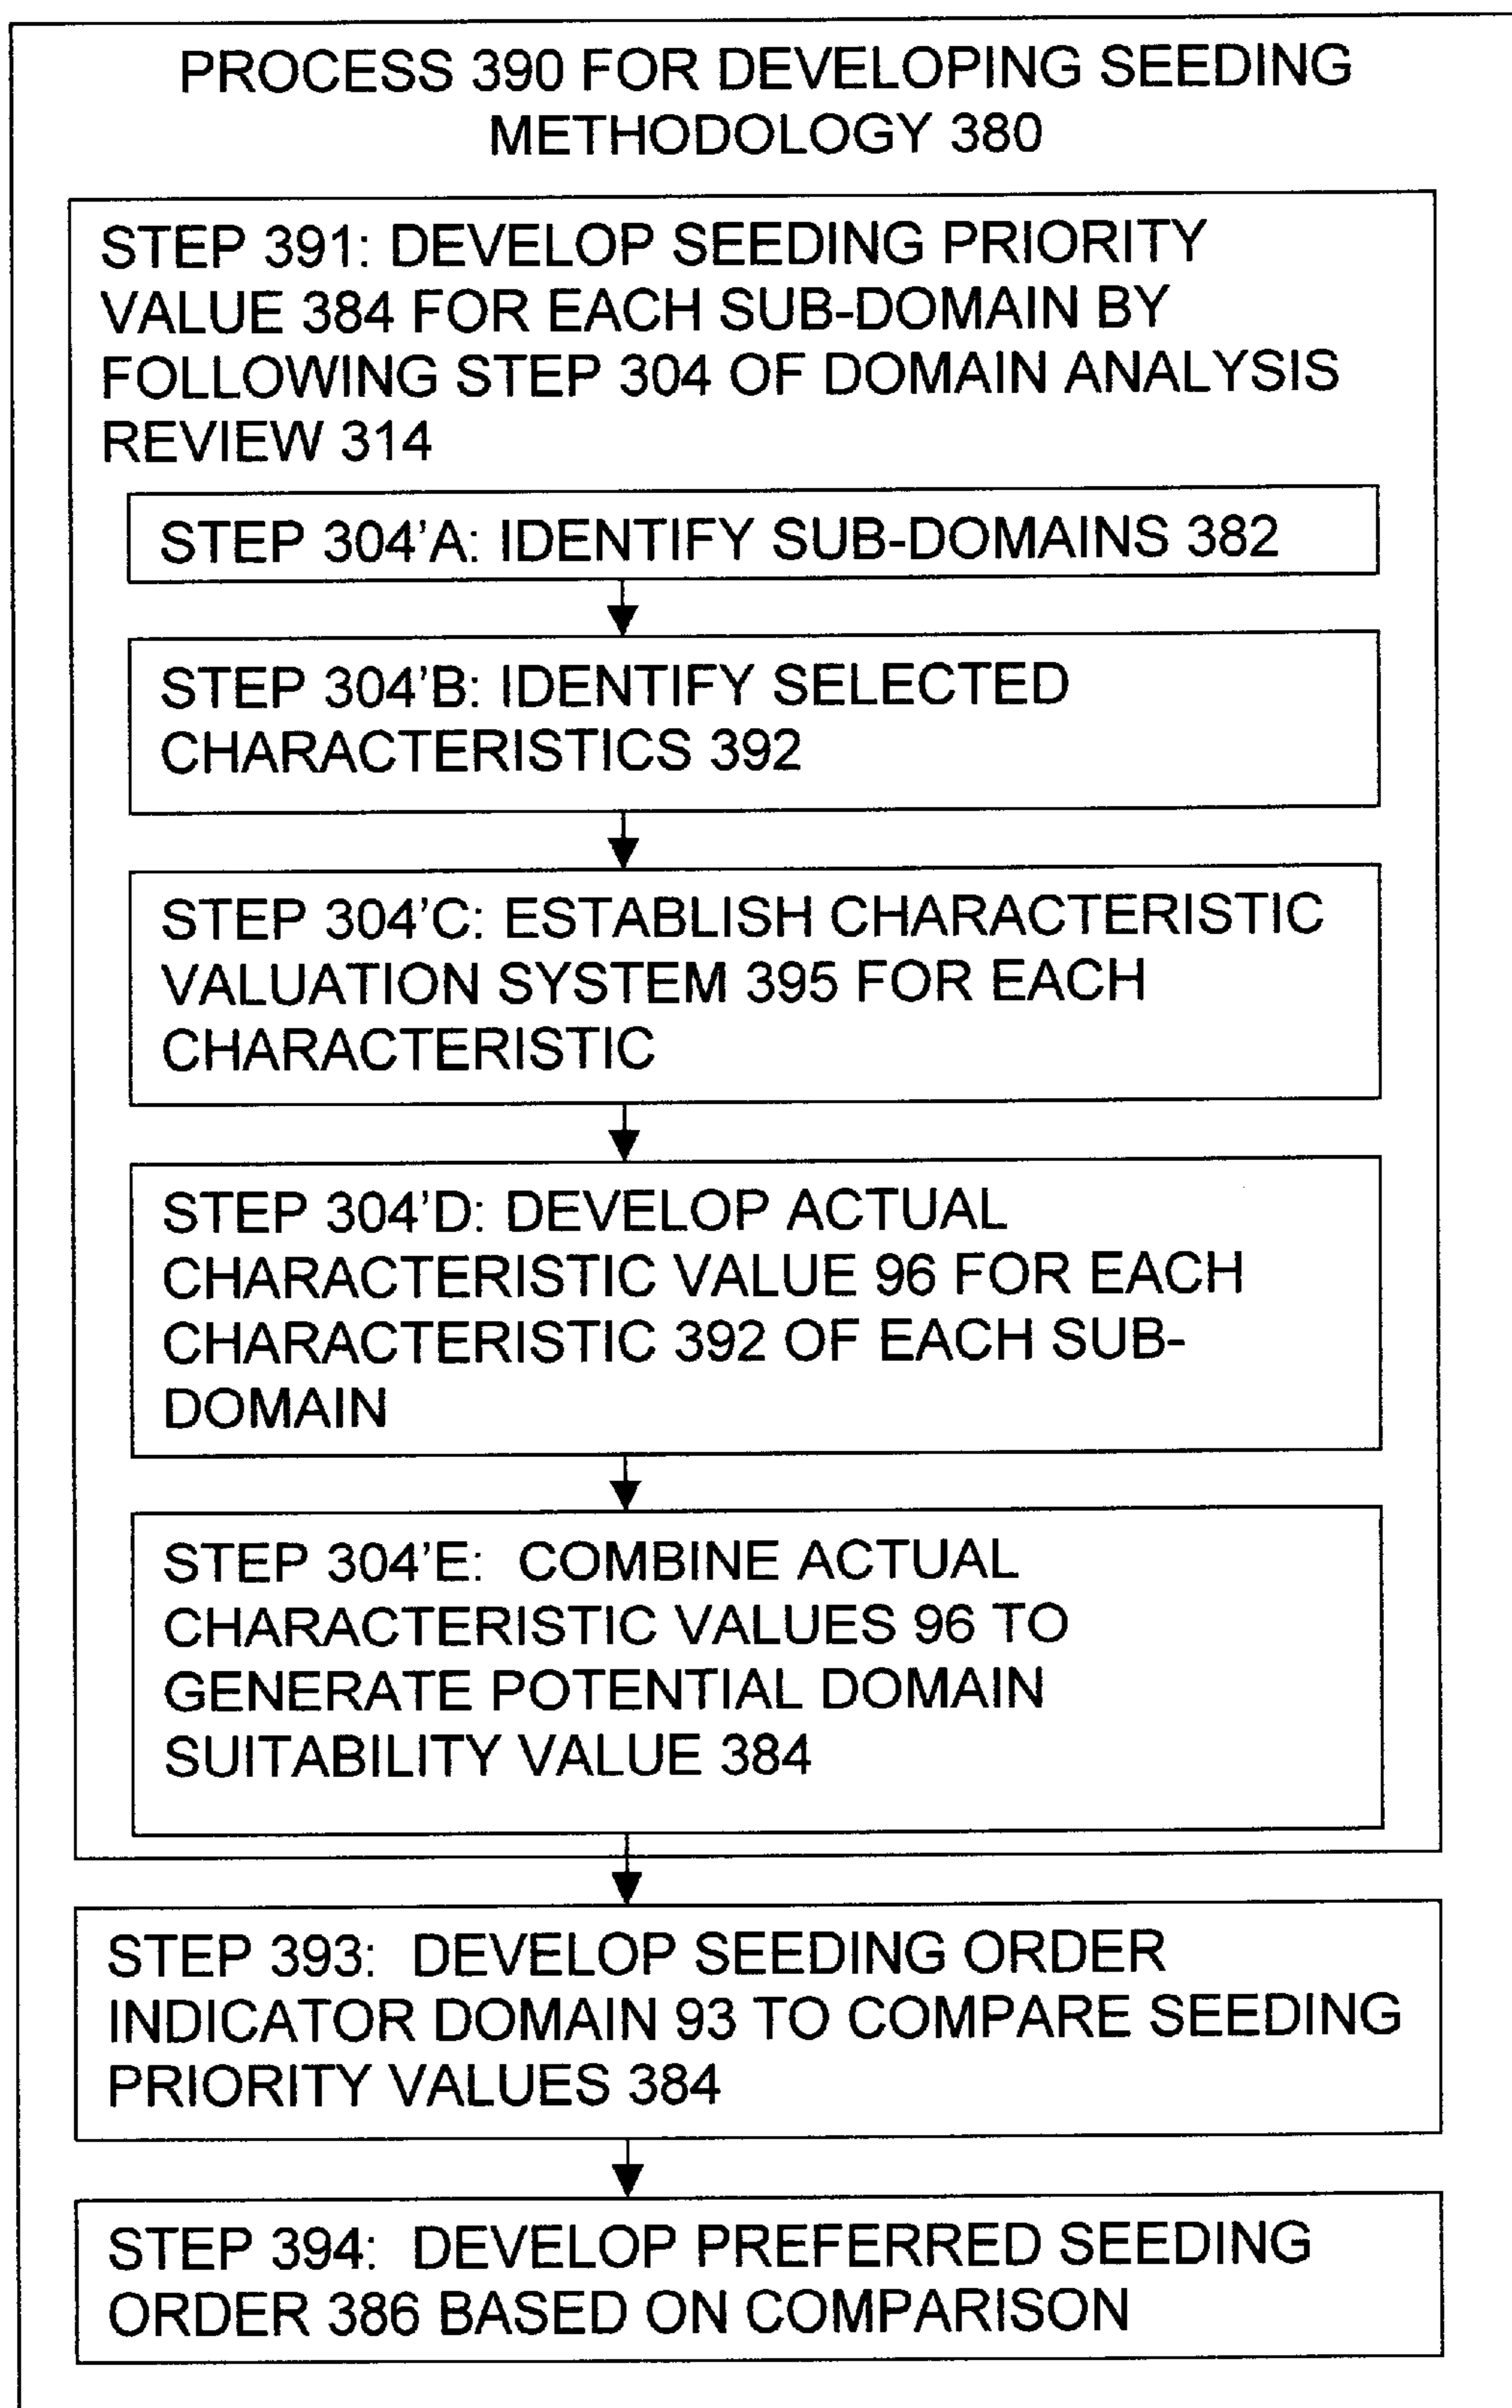 PROCESS 390 FOR DEVELOPING SEEDING
METHODOLOGY 380
STEP 391: DEVELOP SEEDING PRIORITY
VALUE 384 FOR EACH SUB-DOMAIN BY
FOLLOWING STEP 304 OF DOMAIN ANALYSIS
REVIEW 314
STEP 304'A: IDENTIFY SUB-DOMAINS 382
STEP 304'B: IDENTIFY SELECTED
CHARACTERISTICS 392
STEP 304'C: ESTABLISH CHARACTERISTIC
VALUATION SYSTEM 395 FOR EACH
CHARACTERISTIC
STEP 304'D: DEVELOP ACTUAL
CHARACTERISTIC VALUE 96 FOR EACH
CHARACTERISTIC 392 OF EACH SUB-
DOMAIN
STEP 304'E: COMBINE ACTUAL
CHARACTERISTIC VALUES 96 TO
GENERATE POTENTIAL DOMAIN
SUITABILITY VALUE 384
STEP 393: DEVELOP SEEDING ORDER
INDICATOR DOMAIN 93 TO COMPARE SEEDING
PRIORITY VALUES 384
STEP 394: DEVELOP PREFERRED SEEDING
ORDER 386 BASED ON COMPARISON